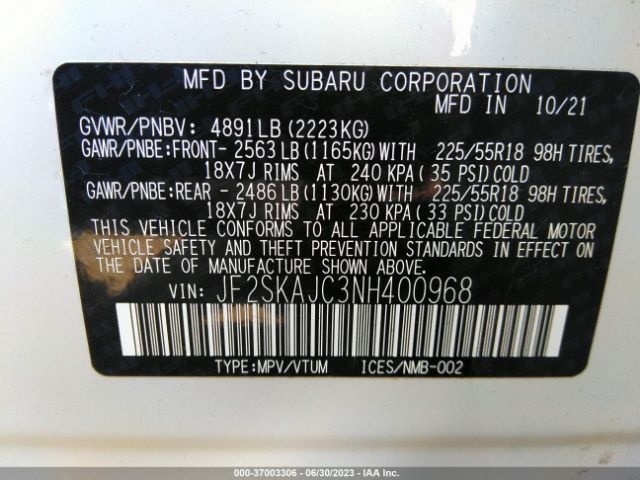 MFD BY SUBARU CORPORATION
MFD IN 10/21
GVWR/PNBV: 4891LB(2223KG)
GAWR/PNBE:FRONT- 2563LB(1165KG)WITH 225/55R18 98H TIRES,
18X7J RIMS AT 240 KPA( 35 PSI)COLD
GAWR/PNBE:REAR - 2486LB(1130KG)WITH 225/55R18 98H TIRES,
18X7J RIMS AT 230 KPA( 33 PSI)COLD
THIS VEHICLE CONFORMS TO ALL APPLICABLE FEDERAL MOTOR
VEHICLE SAFETY AND THEFT PREVENTION STANDARDS IN EFFECT ON
THE DATE OF MANUFACTURE SHOWN ABOVE.
VIN: JF2SKAJC3NH400968
TYPE:MPV/VTUM ICES/NMB-002
000-37003306 - 06/30/2023 - IAA Inc.